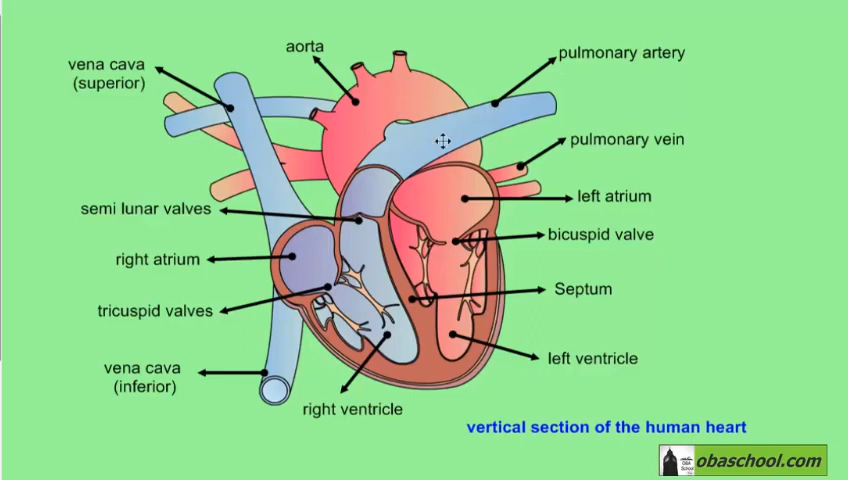 aorta
pulmonary artery
vena cava
(superior)
pulmonary vein
left atrium
semi lunar valves
bicuspid valve
right atrium
Septum
tricuspid valves
left ventricle
vena cava
(inferior)
right ventricle
vertical section of the human heart
obaschool.com